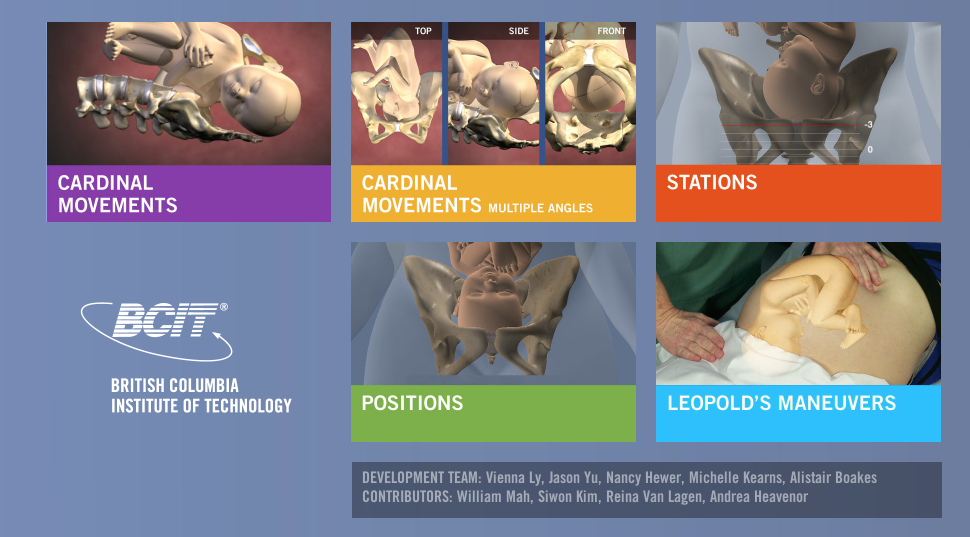 CARDINAL
MOVEMENTS
TOP
SIDE
FRONT
CARDINAL
MOVEMENTS MULTIPLE ANGLES
-3
0
STATIONS
BCIT®
BRITISH COLUMBIA
INSTITUTE OF TECHNOLOGY
POSITIONS
LEOPOLD'S MANEUVERS
DEVELOPMENT TEAM: Vienna Ly, Jason Yu, Nancy Hewer, Michelle Kearns, Alistair Boakes
CONTRIBUTORS: William Mah, Siwon Kim, Reina Van Lagen, Andrea Heavenor